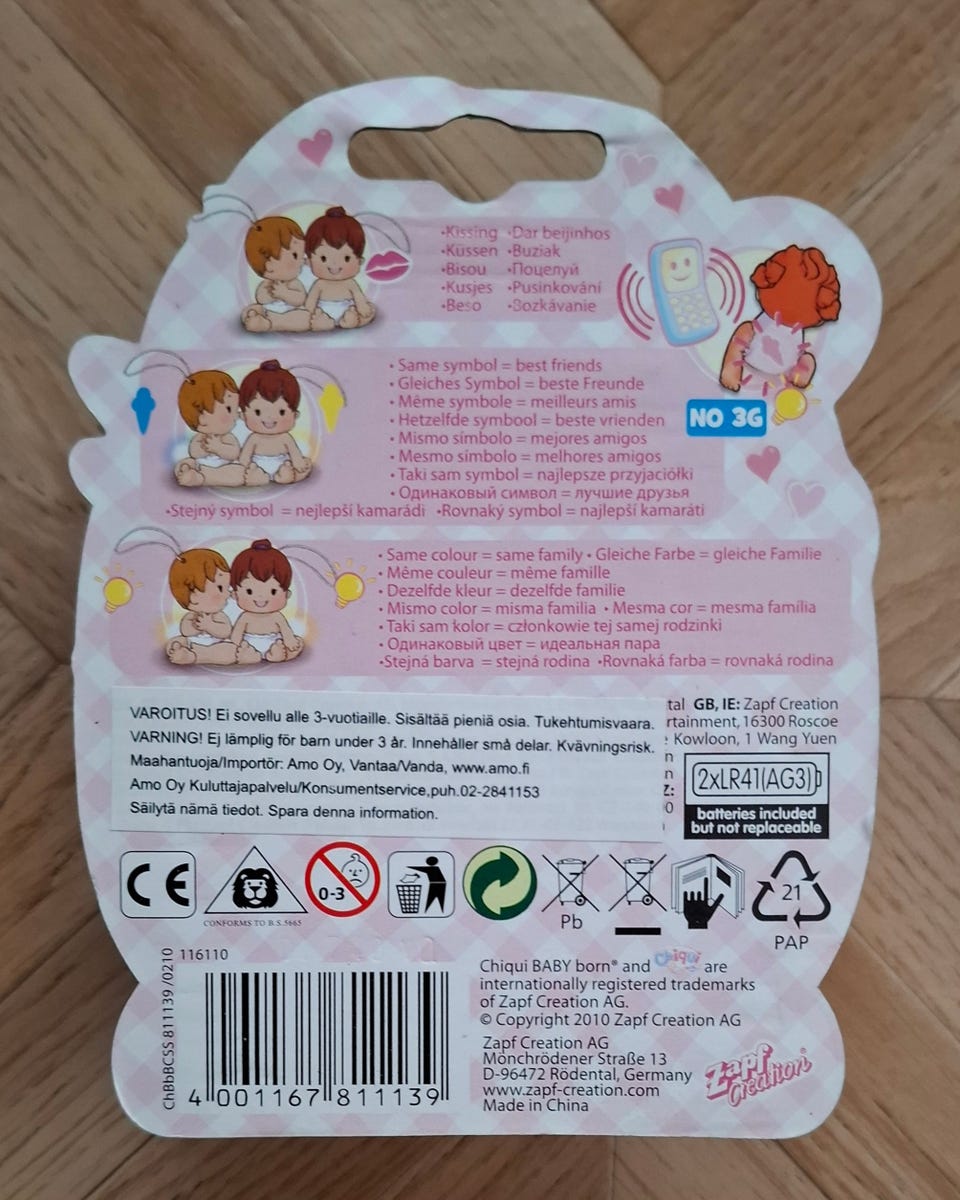 •Kissing •Dar beijinhos
•Küssen •Buziak
•Bisou •Поцелуй
•Kusjes •Pusinkování
•Beso •Bozkávanie
• Same symbol = best friends
• Gleiches Symbol = beste Freunde
• Même symbole = meilleurs amis
• Hetzelfde symbool = beste vrienden
• Mismo símbolo = mejores amigos
• Mesmo símbolo = melhores amigos
• Taki sam symbol = najlepsze przyjaciółki
• Одинаковый символ = лучшие друзья
•Stejný symbol = nejlepší kamarádi •Rovnaký symbol = najlepší kamaráti
NO 3G
• Same colour = same family • Gleiche Farbe = gleiche Familie
• Même couleur = même famille
• Dezelfde kleur = dezelfde familie
• Mismo color = misma familia • Mesma cor = mesma família
• Taki sam kolor = członkowie tej samej rodzinki
• Одинаковый цвет = идеальная пара
•Stejná barva = stejná rodina •Rovnaká farba = rovnaká rodina
VAROITUS! Ei sovellu alle 3-vuotiaille. Sisältää pieniä osia. Tukehtumisvaara.
VARNING! Ej lämplig för barn under 3 år. Innehåller små delar. Kvävningsrisk.
Maahantuoja/Importör: Amo Oy, Vantaa/Vanda, www.amo.fi
Amo Oy Kuluttajapalvelu/Konsumentservice,puh.02-2841153
Säilytä nämä tiedot. Spara denna information.
tal GB, IE: Zapf Creation
rtainment, 16300 Roscoe
Kowloon, 1 Wang Yuen
n
n
Z:
0
2xLR41(AG3)
batteries included
but not replaceable
CE
CONFORMS TO B.S.5665
0-3
Pb
21
PAP
ChBbBCSS 811139 /0210
116110
4 001167 811139
Chiqui BABY born® and Chiqui are
internationally registered trademarks
of Zapf Creation AG.
© Copyright 2010 Zapf Creation AG
Zapf Creation AG
Mönchrödener Straße 13
D-96472 Rödental, Germany
www.zapf-creation.com
Made in China
Zapf
Creation